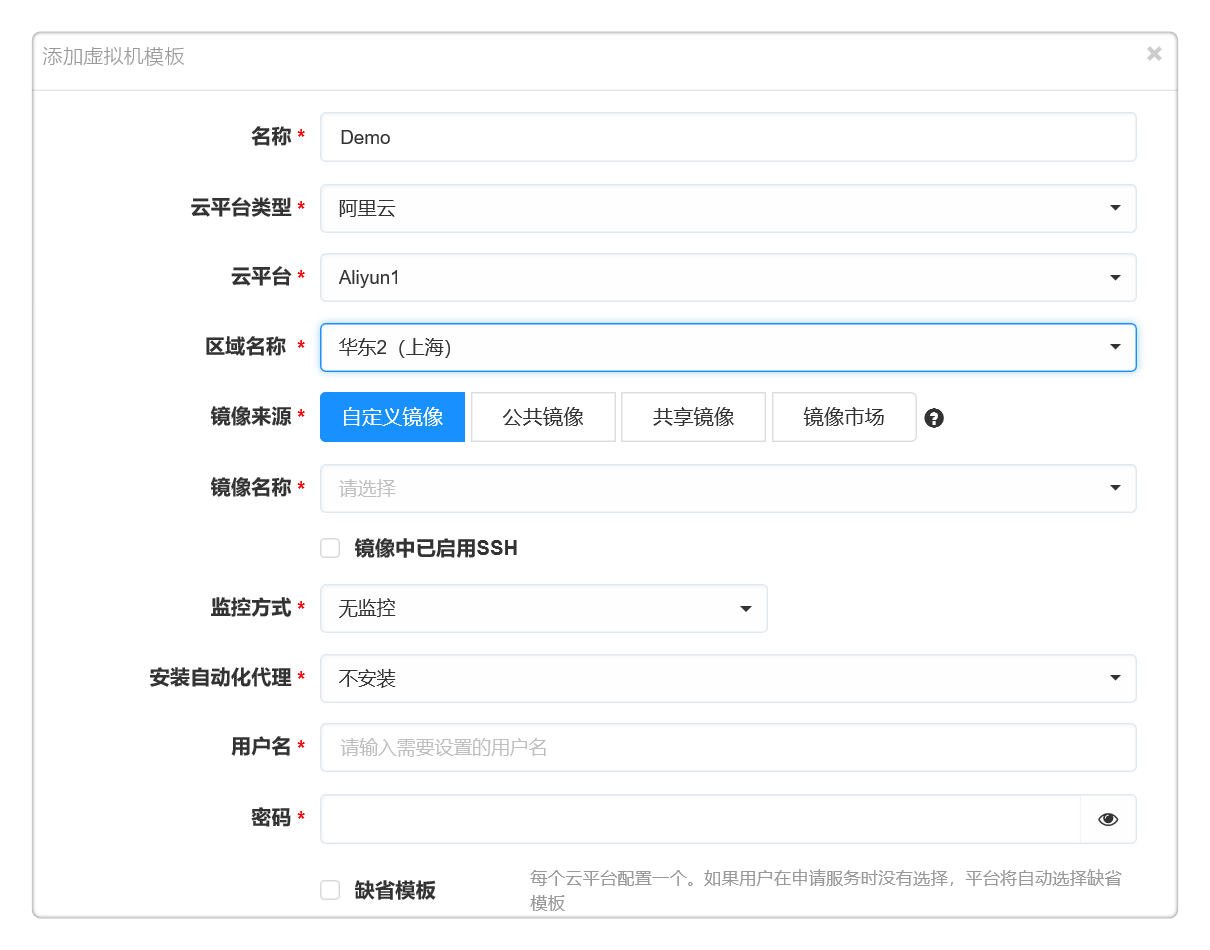 添加虚拟机模板
名称 * Demo
云平台类型 * 阿里云
云平台 * Aliyun1
区域名称 * 华东2（上海）
镜像来源 * 自定义镜像 公共镜像 共享镜像 镜像市场
镜像名称 * 请选择
镜像中已启用SSH
监控方式 * 无监控
安装自动化代理 * 不安装
用户名 * 请输入需要设置的用户名
密码 *
缺省模板 每个云平台配置一个。如果用户在申请服务时没有选择，平台将自动选择缺省
模板